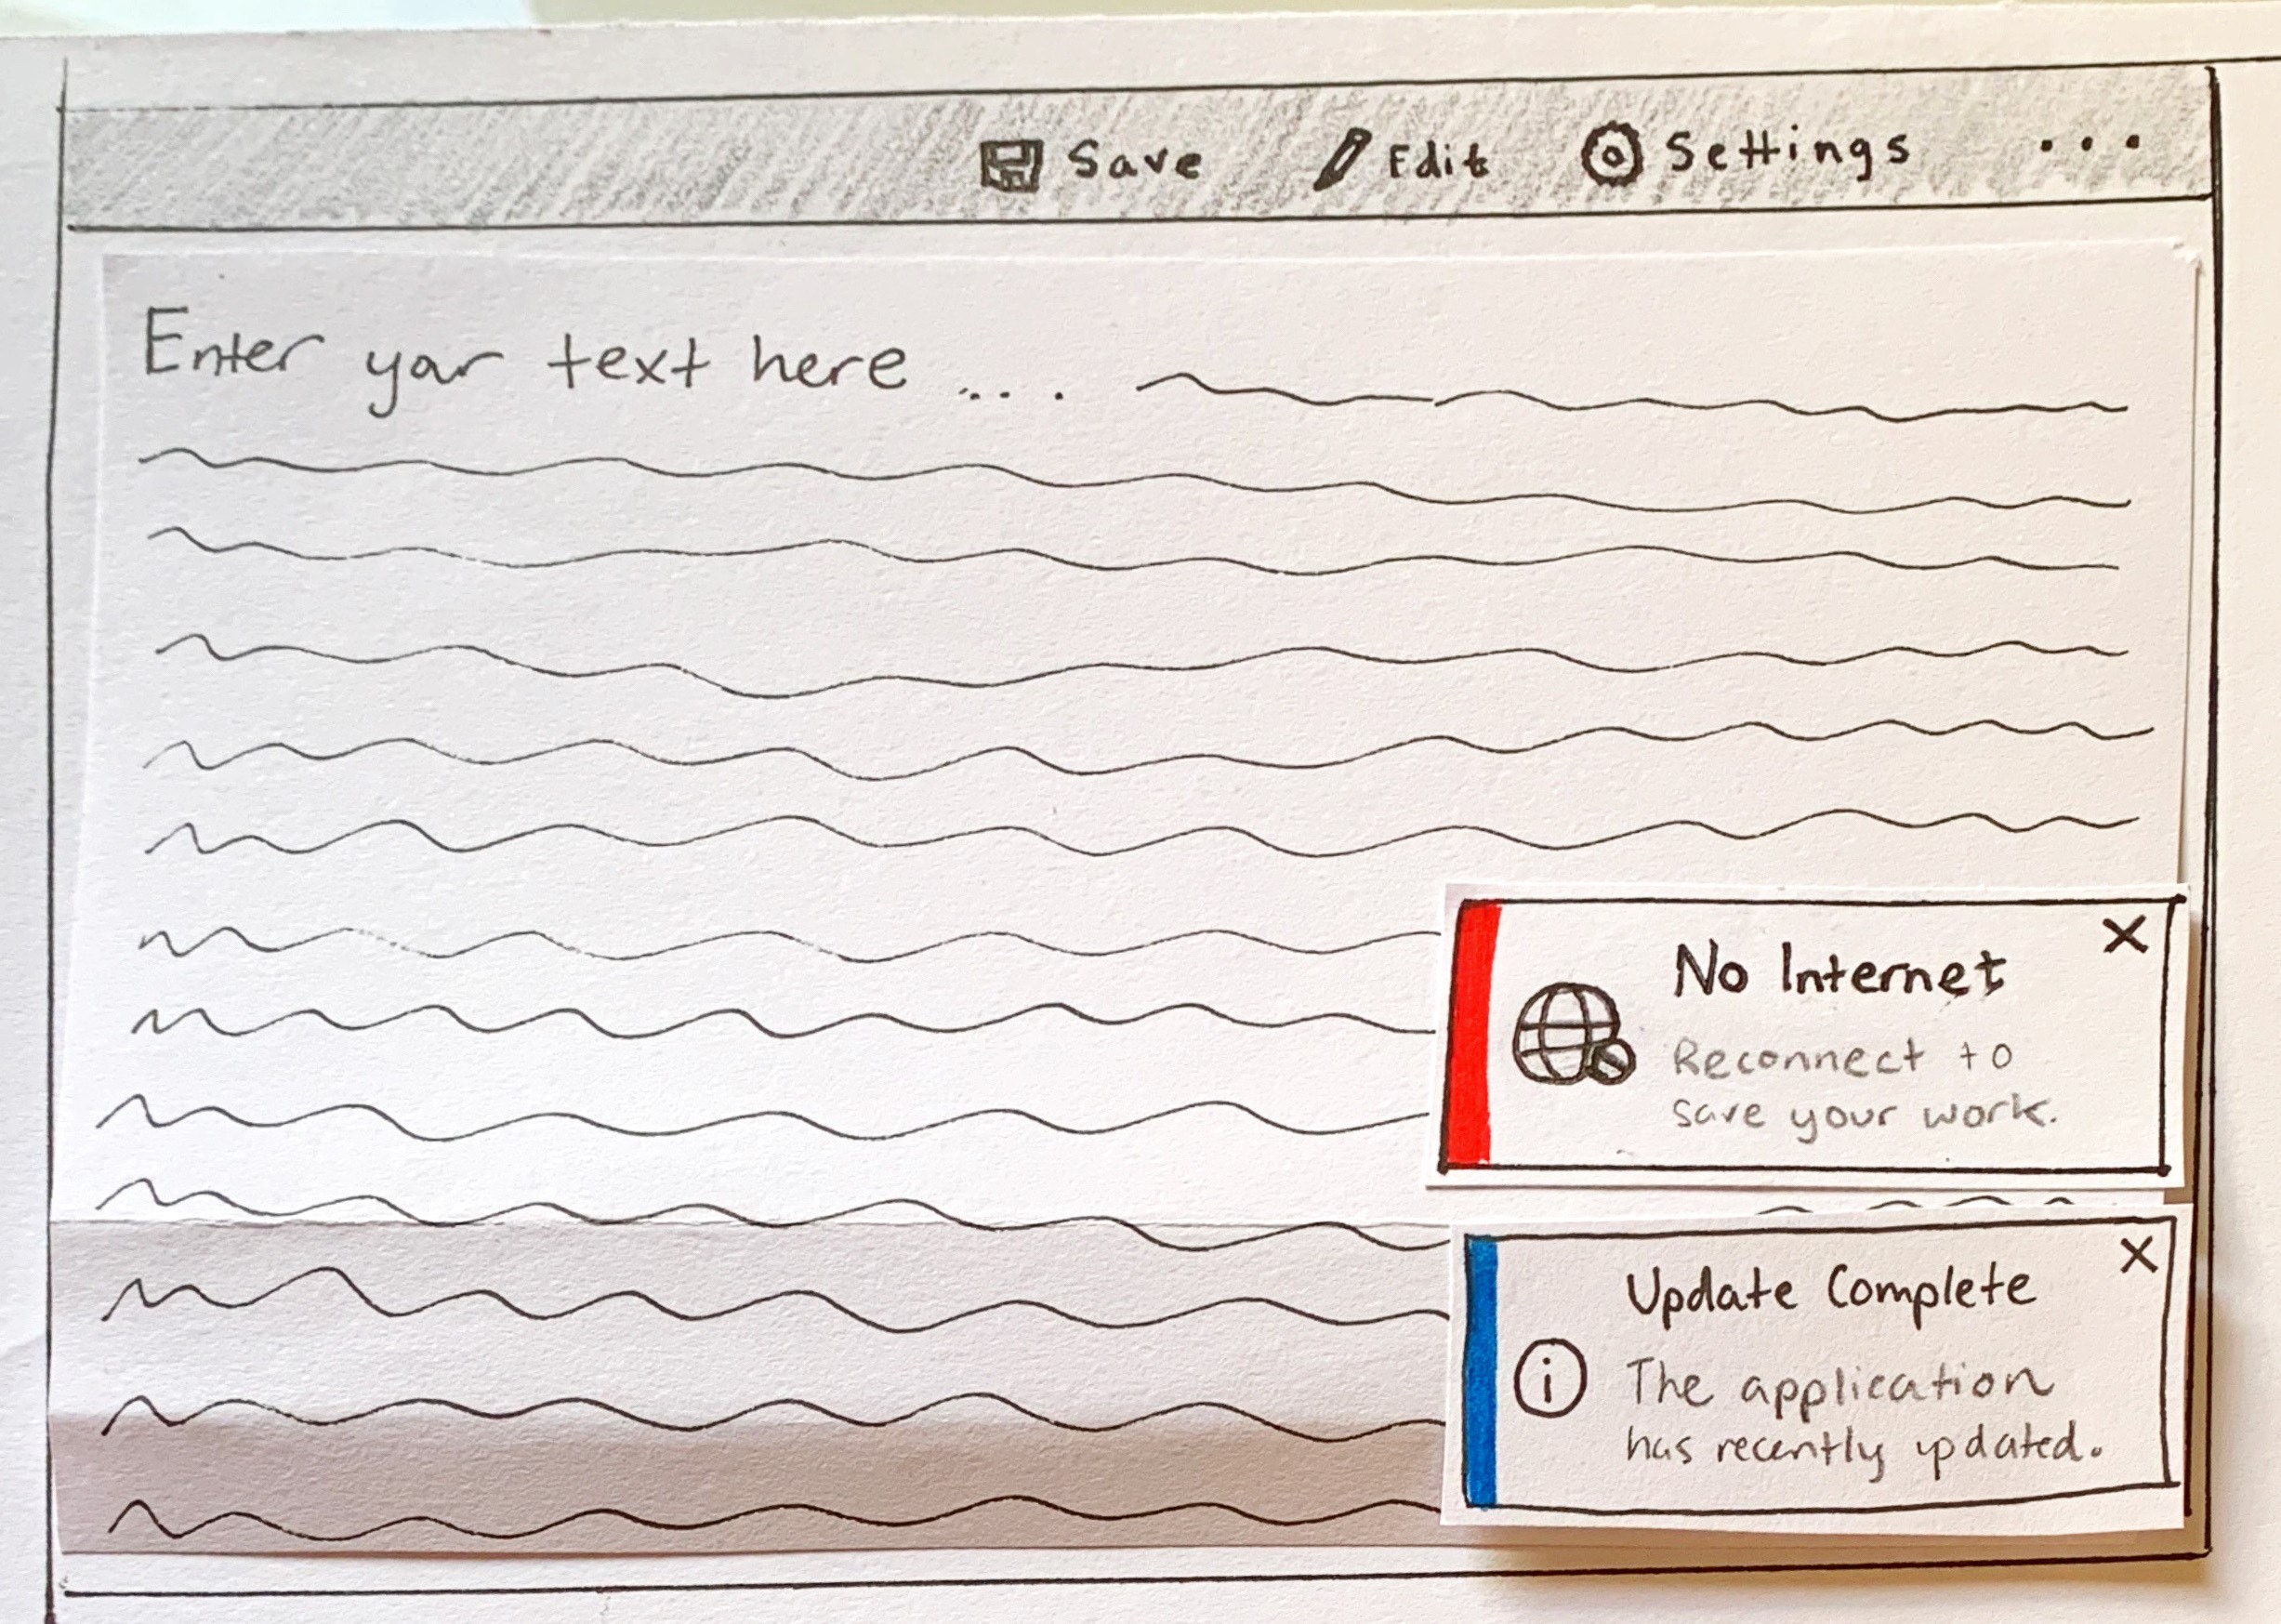 Save Edit Settings ...
Enter your text here ...
No Internet
Reconnect to
save your work.
Update Complete
The application
has recently updated.